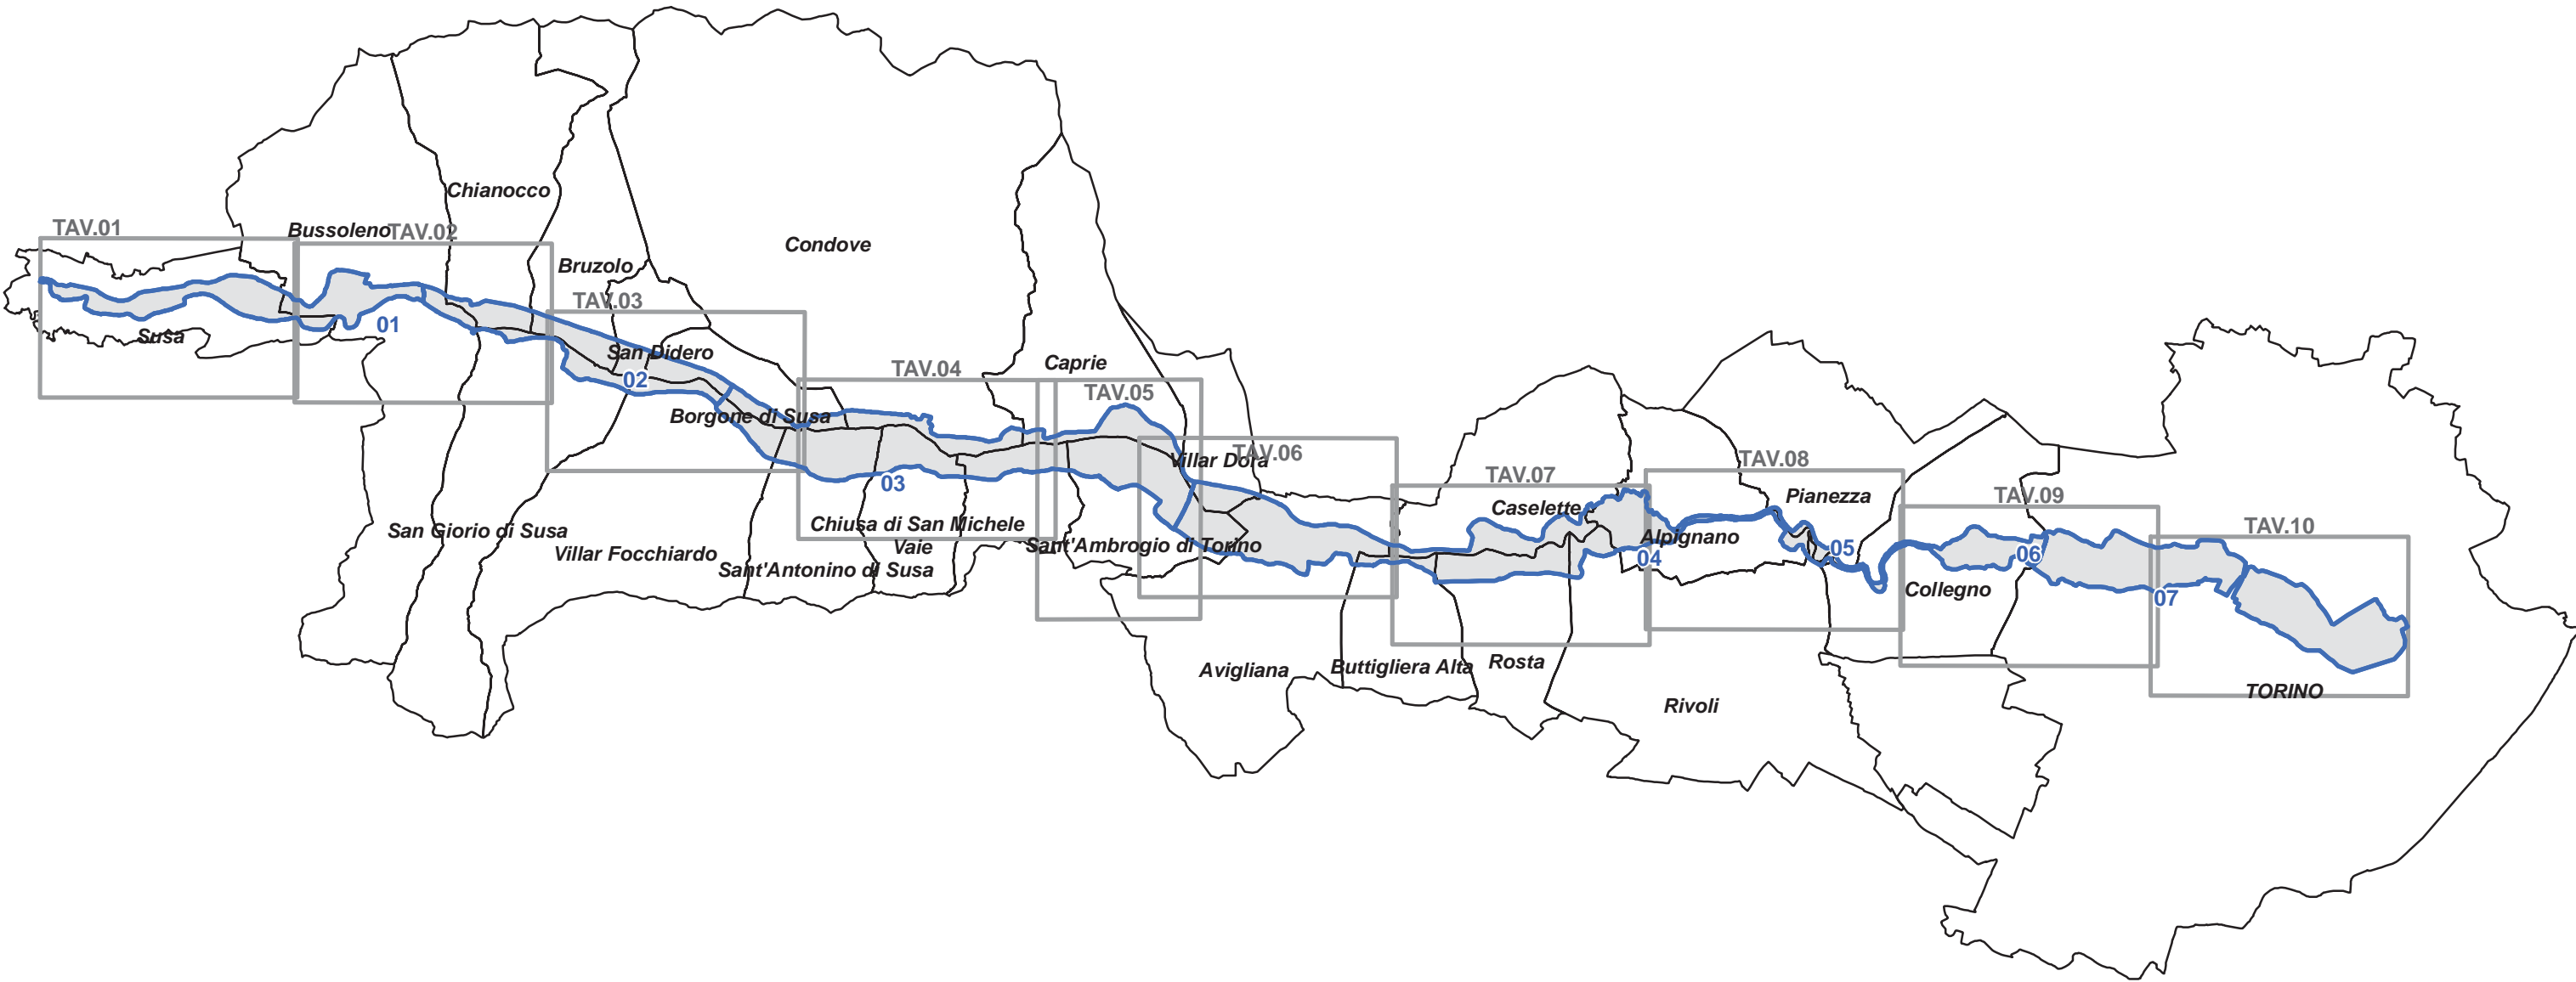 Chianocco
TAV.01
Bussoleno
TAV.02
Condove
Bruzolo
TAV.03
01
Susa
San Didero
Caprie
TAV.04
02
TAV.05
Borgone di Susa
TAV.06
Villar Dora
TAV.08
TAV.07
03
Pianezza
TAV.09
Caselette
Chiusa di San Michele
TAV.10
San Giorio di Susa
Alpignano
Vaie
Sant'Ambrogio di Torino
05
Villar Focchiardo
06
04
Sant'Antonino di Susa
Collegno
07
Rosta
Buttigliera Alta
Avigliana
TORINO
Rivoli